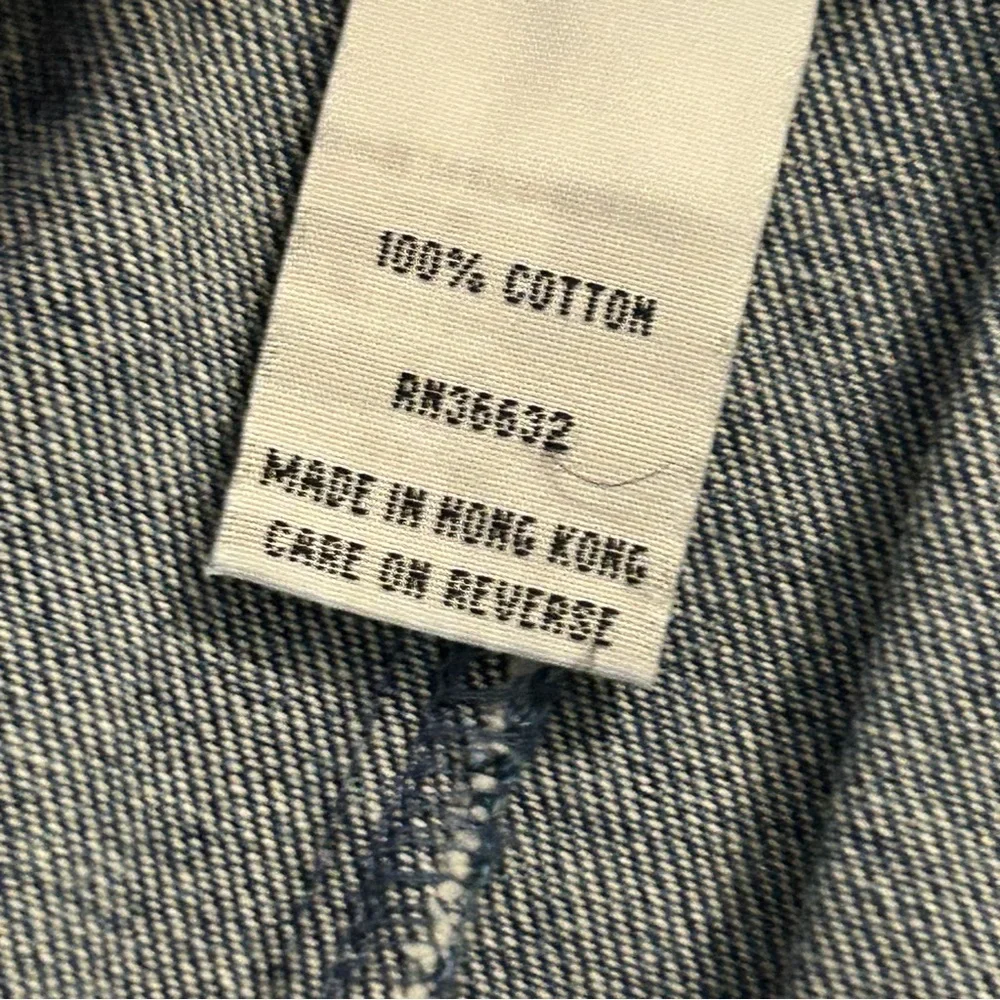 100% COTTON
RN36632
MADE IN HONG KONG
CARE ON REVERSE